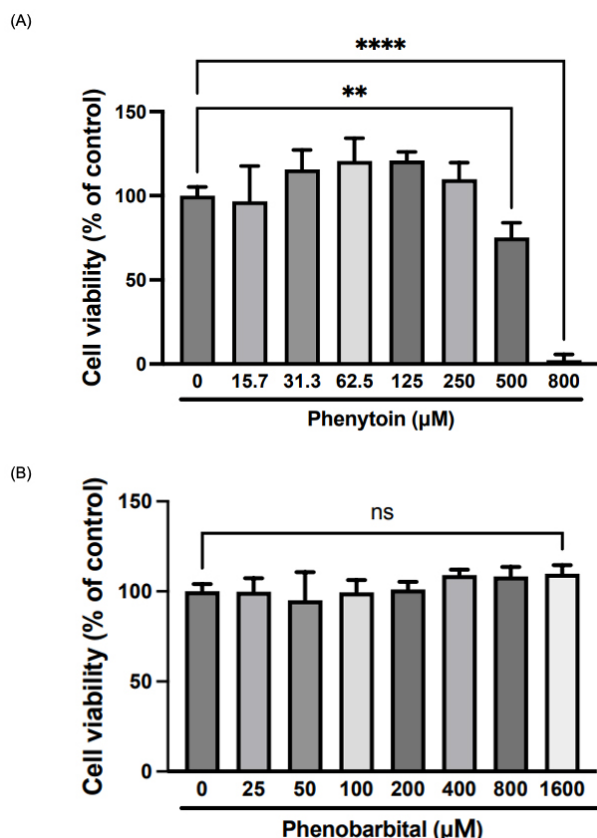 (A)
****
**
150
100
50
0
Cell viability (% of control)
0 15.7 31.3 62.5 125 250 500 800
Phenytoin (µM)
(B)
ns
150
100
50
0
Cell viability (% of control)
0 25 50 100 200 400 800 1600
Phenobarbital (µM)